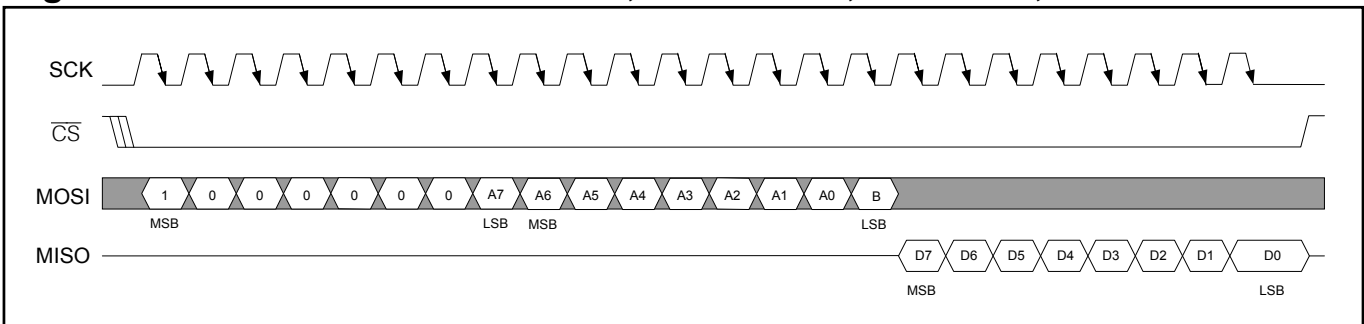 SCK
CS
MOSI 1 0 0 0 0 0 0 A7 A6 A5 A4 A3 A2 A1 A0 B
MSB LSB MSB LSB
MISO D7 D6 D5 D4 D3 D2 D1 D0
MSB LSB